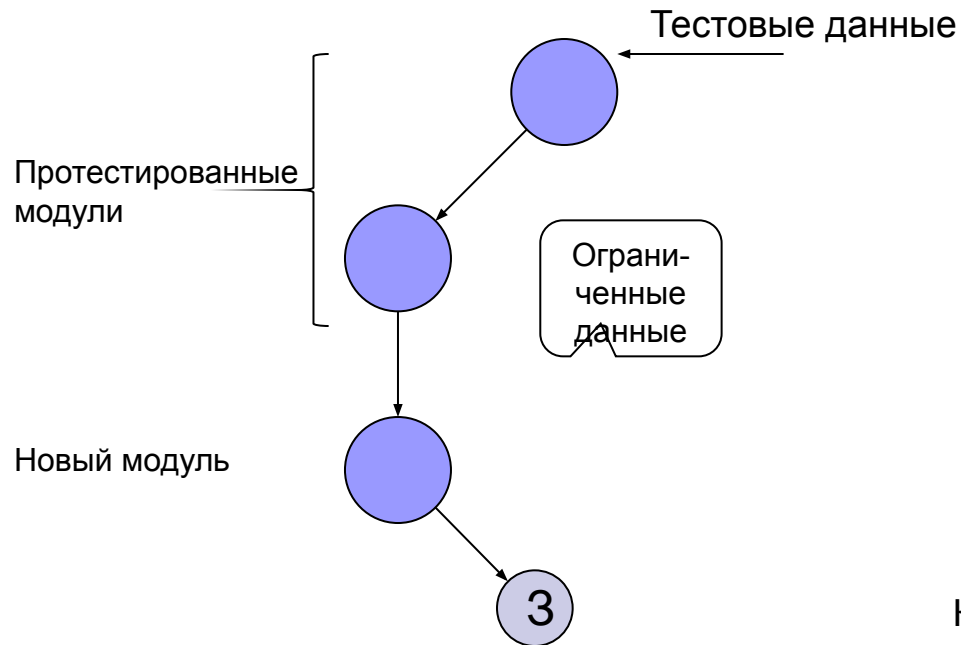 Тестовые данные
Протестированные
модули
Ограни-
ченные
данные
Новый модуль
З